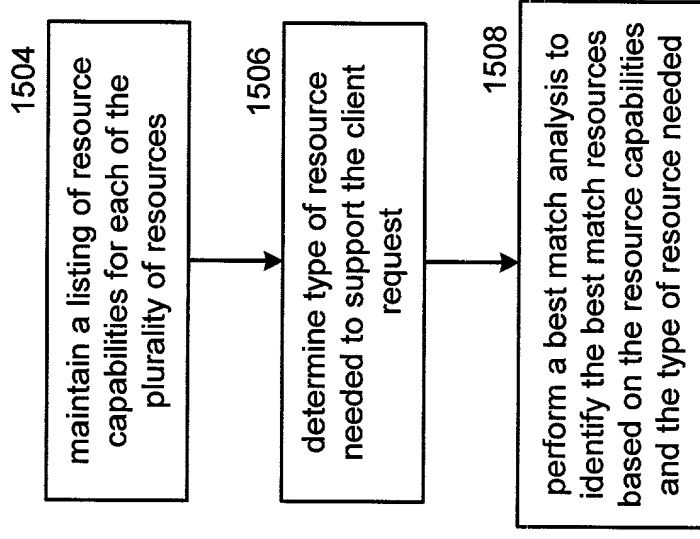 1504
maintain a listing of resource
capabilities for each of the
plurality of resources
1506
determine type of resource
needed to support the client
request
1508
perform a best match analysis to
identify the best match resources
based on the resource capabilities
and the type of resource needed